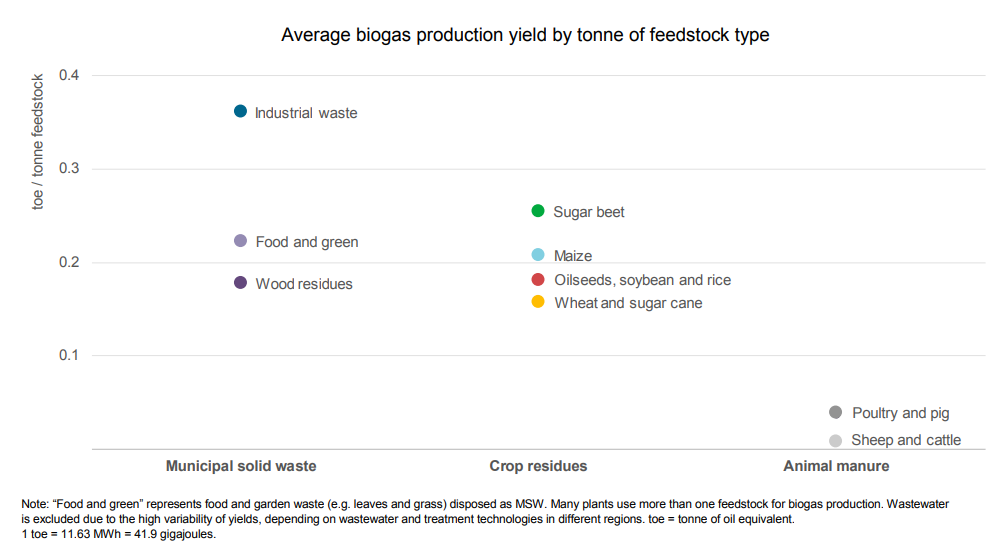 Average biogas production yield by tonne of feedstock type
toe / tonne feedstock
0.4
Industrial waste
0.3
Sugar beet
Food and green
0.2
Maize
Wood residues
Oilseeds, soybean and rice
Wheat and sugar cane
0.1
Poultry and pig
Sheep and cattle
Municipal solid waste
Crop residues
Animal manure
Note: “Food and green” represents food and garden waste (e.g. leaves and grass) disposed as MSW. Many plants use more than one feedstock for biogas production. Wastewater
is excluded due to the high variability of yields, depending on wastewater and treatment technologies in different regions. toe = tonne of oil equivalent.
1 toe = 11.63 MWh = 41.9 gigajoules.